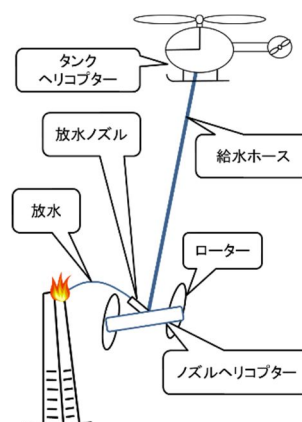 タンク
ヘリコプター
放水ノズル
給水ホース
放水
ローター
ノズルヘリコプター